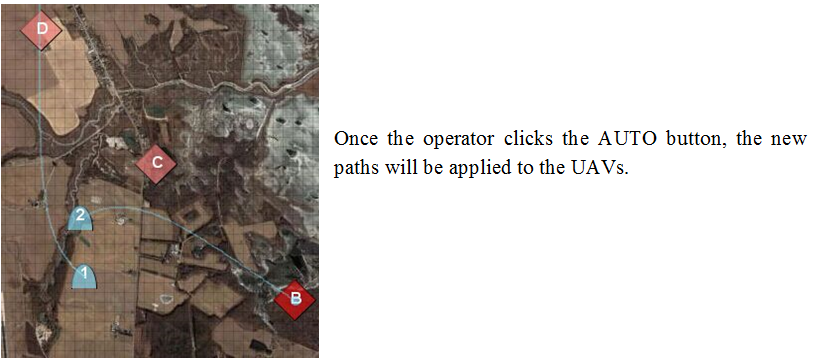 D
C
2
1
B
Once the operator clicks the AUTO button, the new
paths will be applied to the UAVs.